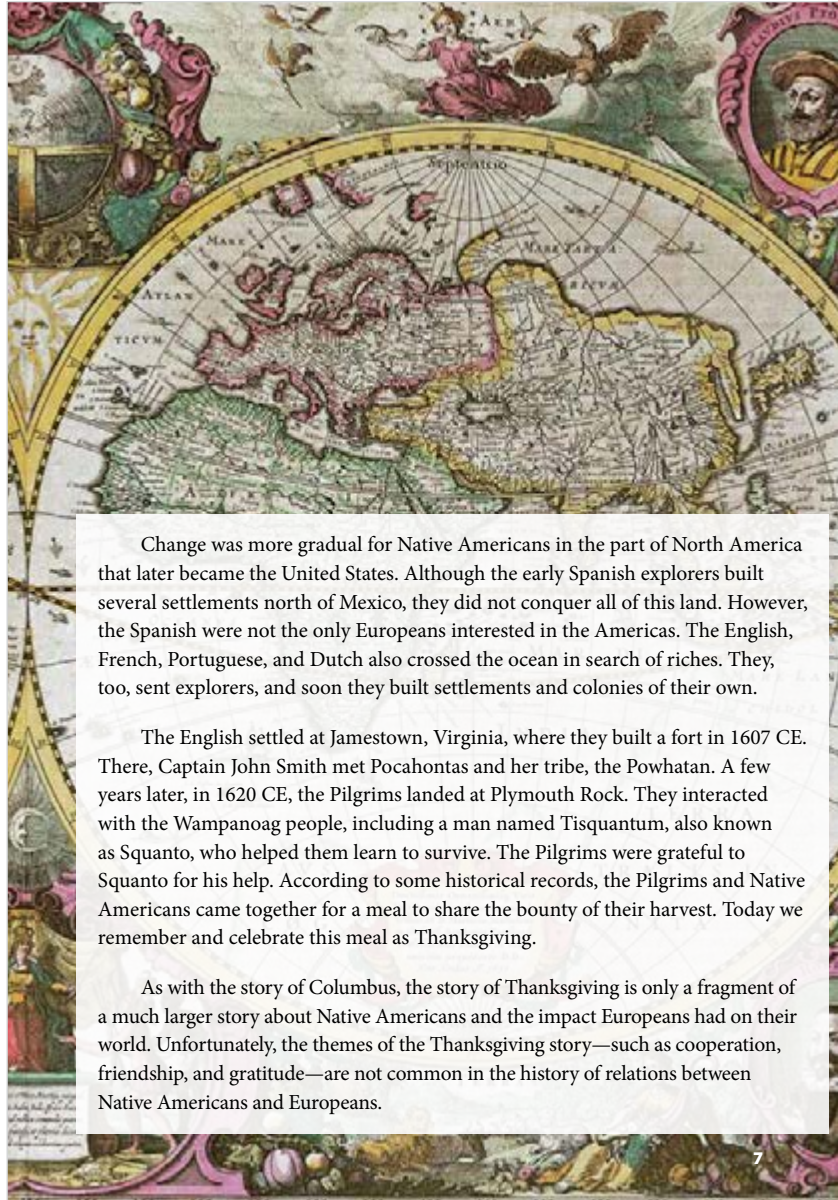 AER
CLAUDIUS
Septentrio
MARE
ATLAN
TICVM
Change was more gradual for Native Americans in the part of North America
that later became the United States. Although the early Spanish explorers built
several settlements north of Mexico, they did not conquer all of this land. However,
the Spanish were not the only Europeans interested in the Americas. The English,
French, Portuguese, and Dutch also crossed the ocean in search of riches. They,
too, sent explorers, and soon they built settlements and colonies of their own.
The English settled at Jamestown, Virginia, where they built a fort in 1607 CE.
There, Captain John Smith met Pocahontas and her tribe, the Powhatan. A few
years later, in 1620 CE, the Pilgrims landed at Plymouth Rock. They interacted
with the Wampanoag people, including a man named Tisquantum, also known
as Squanto, who helped them learn to survive. The Pilgrims were grateful to
Squanto for his help. According to some historical records, the Pilgrims and Native
Americans came together for a meal to share the bounty of their harvest. Today we
remember and celebrate this meal as Thanksgiving.
As with the story of Columbus, the story of Thanksgiving is only a fragment of
a much larger story about Native Americans and the impact Europeans had on their
world. Unfortunately, the themes of the Thanksgiving story—such as cooperation,
friendship, and gratitude—are not common in the history of relations between
Native Americans and Europeans.
7